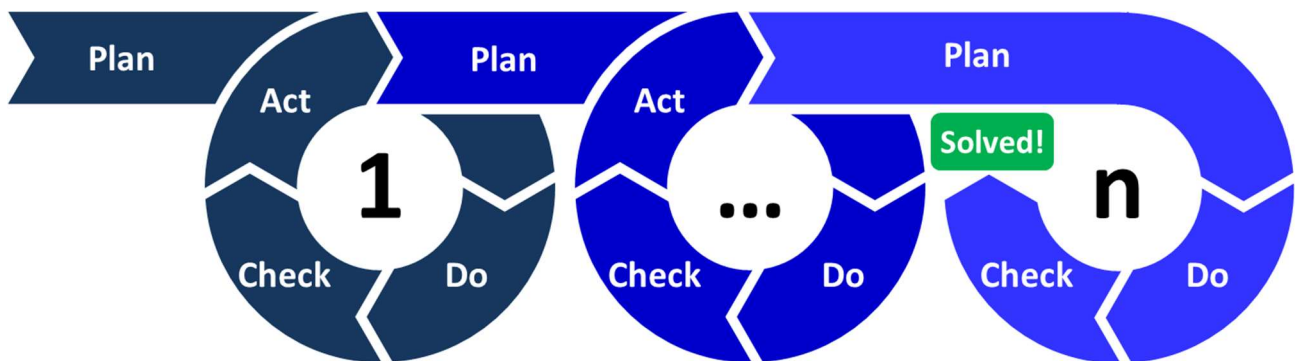 Plan
Act
1
Check
Do
Plan
Act
...
Check
Do
Plan
Solved!
n
Check
Do